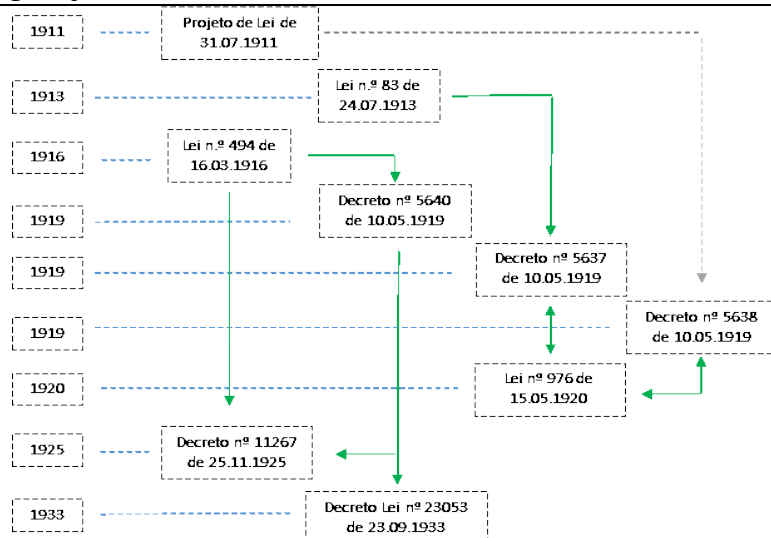 1911
Projeto de Lei de
31.07.1911
1913
Lei n.º 83 de
24.07.1913
1916
Lei n.º 494 de
16.03.1916
1919
Decreto nº 5640
de 10.05.1919
1919
Decreto nº 5637
de 10.05.1919
1919
Decreto nº 5638
de 10.05.1919
1920
Lei nº 976 de
15.05.1920
1925
Decreto nº 11267
de 25.11.1925
1933
Decreto Lei nº 23053
de 23.09.1933